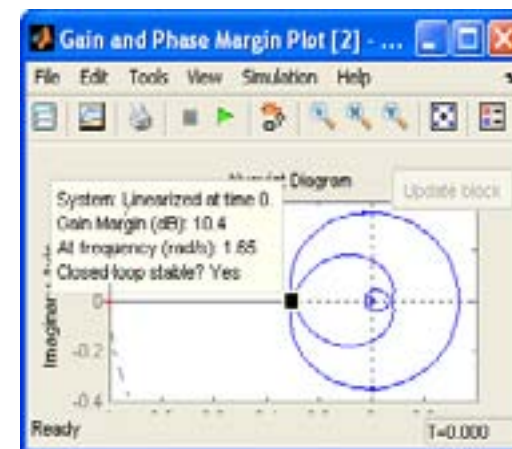 Gain and Phase Margin Plot [2] - ...
File Edit Tools View Simulation Help
Nyquist Diagram
Update block
System: Linearized at time 0
Gain Margin (dB): 10.4
At frequency (rad/s): 1.65
Closed loop stable? Yes
Imaginary
0
-0.2
-0.4
Ready
T=0.000